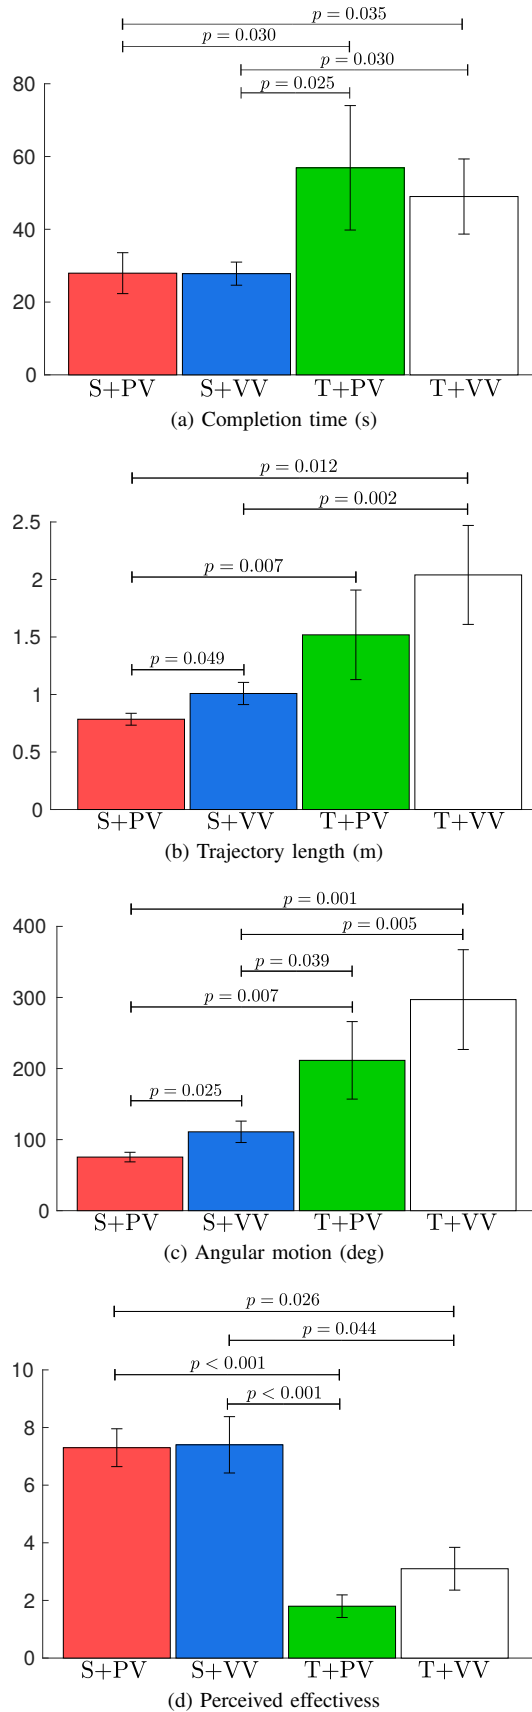 p = 0.035
p = 0.030
p = 0.030
p = 0.025
80
60
40
20
0
S+PV S+VV T+PV T+VV
(a) Completion time (s)
p = 0.012
p = 0.002
2.5
p = 0.007
2
1.5
p = 0.049
1
0.5
0
S+PV S+VV T+PV T+VV
(b) Trajectory length (m)
p = 0.001
400
p = 0.005
p = 0.039
300
p = 0.007
200
p = 0.025
100
0
S+PV S+VV T+PV T+VV
(c) Angular motion (deg)
p = 0.026
p = 0.044
10
p < 0.001
p < 0.001
8
6
4
2
0
S+PV S+VV T+PV T+VV
(d) Perceived effectivess